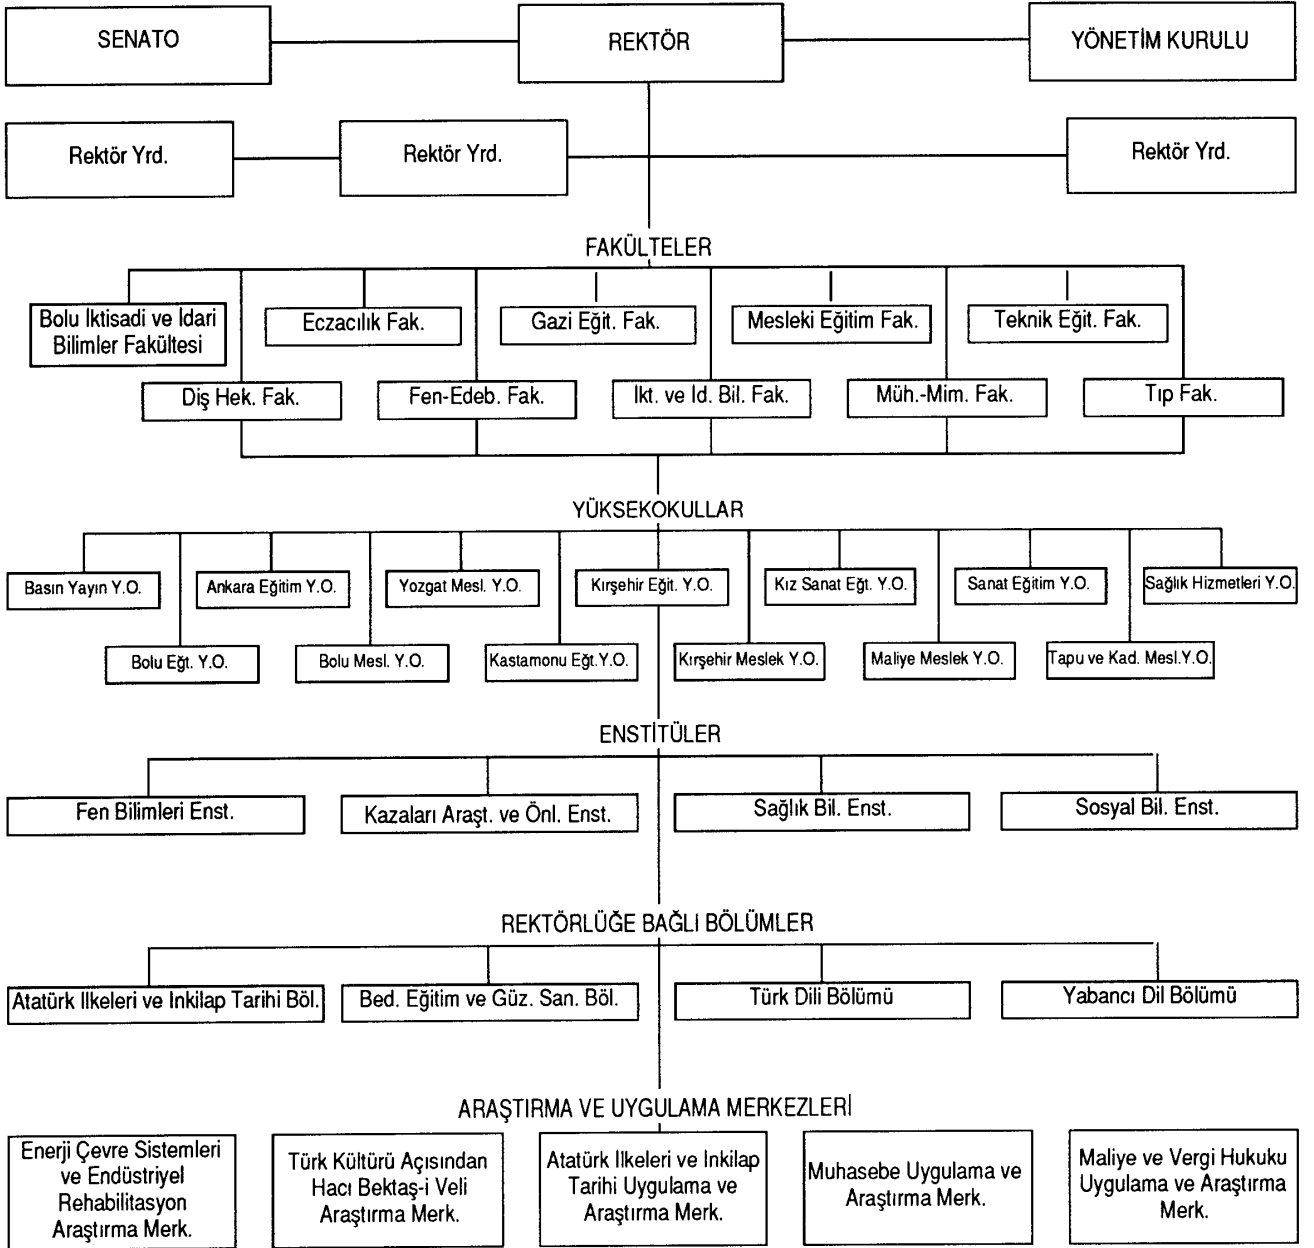 SENATO
REKTÖR
YÖNETİM KURULU
Rektör Yrd.
Rektör Yrd.
Rektör Yrd.
FAKÜLTELER
Bolu Iktisadi ve Idari
Bilimler Fakültesi
Eczacılık Fak.
Gazi Eğit. Fak.
Mesleki Eğitim Fak.
Teknik Eğit. Fak.
Diş Hek. Fak.
Fen-Edeb. Fak.
Ikt. ve Id. Bil. Fak.
Müh.-Mim. Fak.
Tıp Fak.
YÜKSEKOKULLAR
Basın Yayın Y.O.
Ankara Eğitim Y.O.
Yozgat Mesl. Y.O.
Kırşehir Eğit. Y.O.
Kız Sanat Eğt. Y.O.
Sanat Eğitim Y.O.
Sağlık Hizmetleri Y.O.
Bolu Eğt. Y.O.
Bolu Mesl. Y.O.
Kastamonu Eğt.Y.O.
Kırşehir Meslek Y.O.
Maliye Meslek Y.O.
Tapu ve Kad. Mesl.Y.O.
ENSTİTÜLER
Fen Bilimleri Enst.
Kazaları Araşt. ve Önl. Enst.
Sağlık Bil. Enst.
Sosyal Bil. Enst.
REKTÖRLÜĞE BAĞLI BÖLÜMLER
Atatürk Ilkeleri ve Inkilap Tarihi Böl.
Bed. Eğitim ve Güz. San. Böl.
Türk Dili Bölümü
Yabancı Dil Bölümü
ARAŞTIRMA VE UYGULAMA MERKEZLERİ
Enerji Çevre Sistemleri
ve Endüstriyel
Rehabilitasyon
Araştırma Merk.
Türk Kültürü Açısından
Hacı Bektaş-i Veli
Araştırma Merk.
Atatürk Ilkeleri ve Inkilap
Tarihi Uygulama ve
Araştırma Merk.
Muhasebe Uygulama ve
Araştırma Merk.
Maliye ve Vergi Hukuku
Uygulama ve Araştırma
Merk.